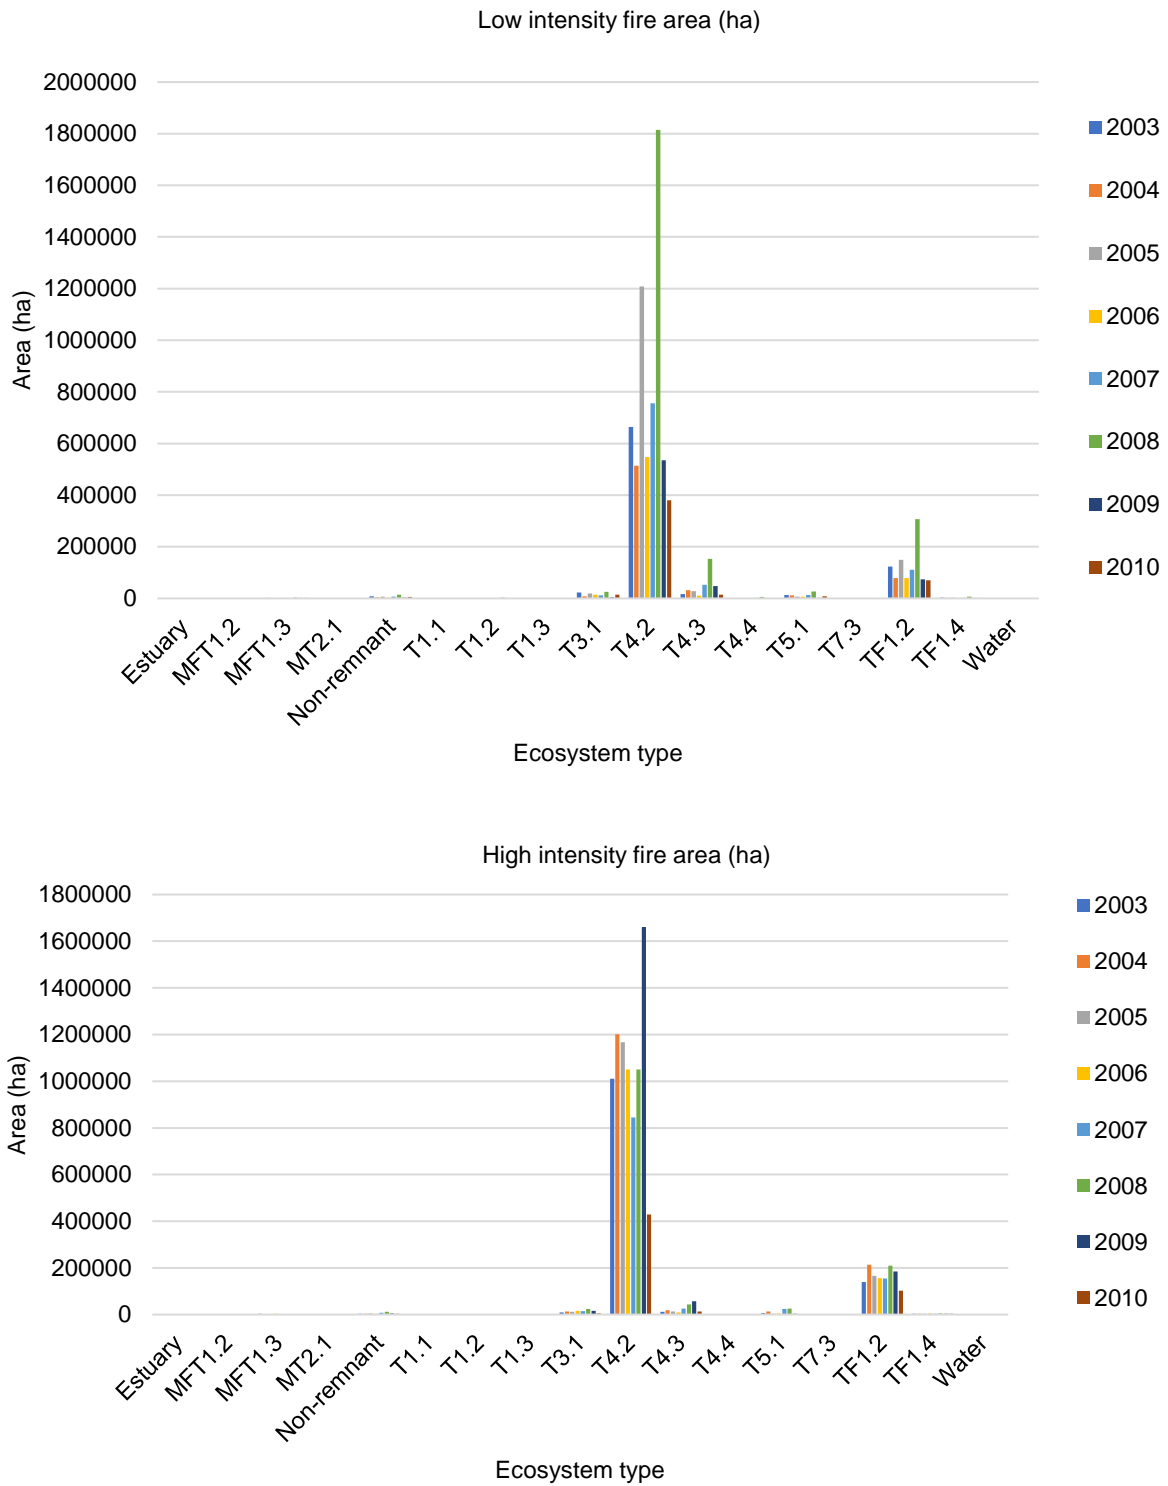 Low intensity fire area (ha)
2000000
1800000
1600000
1400000
1200000
1000000
800000
600000
400000
200000
0
Area (ha)
Estuary
MFT1.2
MFT1.3
MT2.1
Non-remnant
T1.1
T1.2
T1.3
T3.1
T4.2
T4.3
T4.4
T5.1
T7.3
TF1.2
TF1.4
Water
Ecosystem type
2003
2004
2005
2006
2007
2008
2009
2010
High intensity fire area (ha)
1800000
1600000
1400000
1200000
1000000
800000
600000
400000
200000
0
Area (ha)
Estuary
MFT1.2
MFT1.3
MT2.1
Non-remnant
T1.1
T1.2
T1.3
T3.1
T4.2
T4.3
T4.4
T5.1
T7.3
TF1.2
TF1.4
Water
Ecosystem type
2003
2004
2005
2006
2007
2008
2009
2010